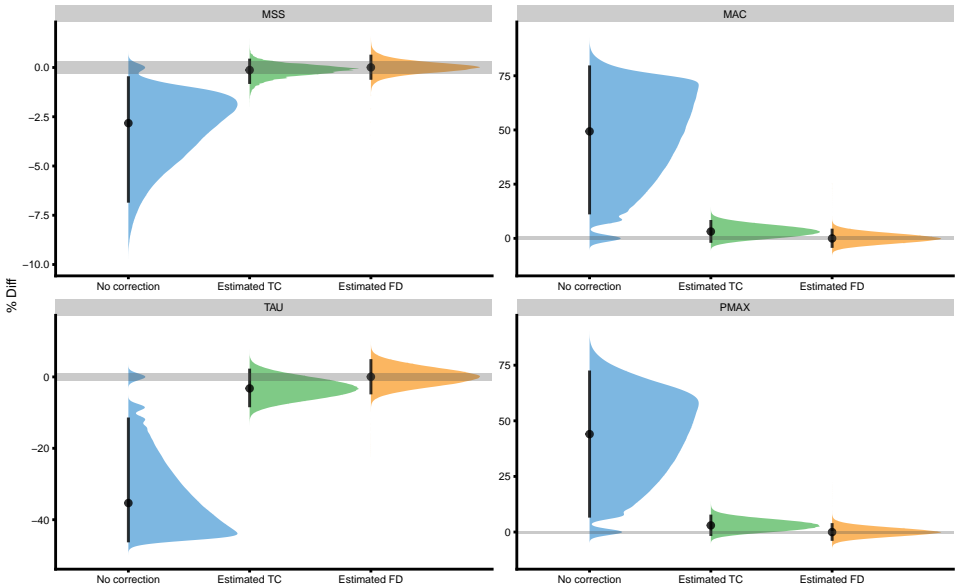 MSS
MAC
0.0
−2.5
−5.0
−7.5
−10.0
75
50
25
0
No correction
Estimated TC
Estimated FD
No correction
Estimated TC
Estimated FD
% Diff
TAU
PMAX
0
−20
−40
75
50
25
0
No correction
Estimated TC
Estimated FD
No correction
Estimated TC
Estimated FD